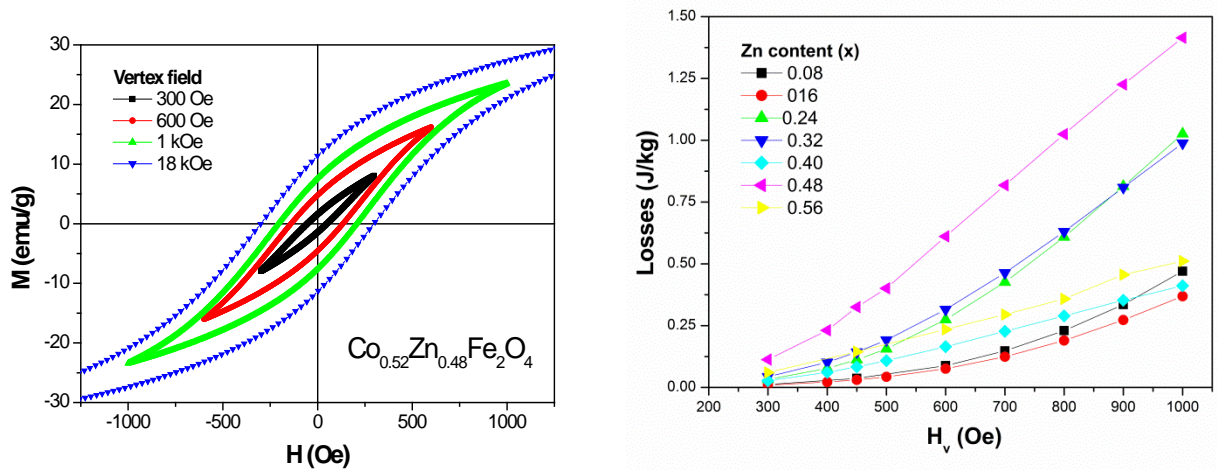 30
20
10
0
-10
-20
-30
M (emu/g)
Vertex field
300 Oe
600 Oe
1 kOe
18 kOe
Co0.52Zn0.48Fe2O4
-1000 -500 0 500 1000
H (Oe)
1.50
1.25
1.00
0.75
0.50
0.25
0.00
Losses (J/kg)
Zn content (x)
0.08
016
0.24
0.32
0.40
0.48
0.56
200 300 400 500 600 700 800 900 1000
Hv (Oe)